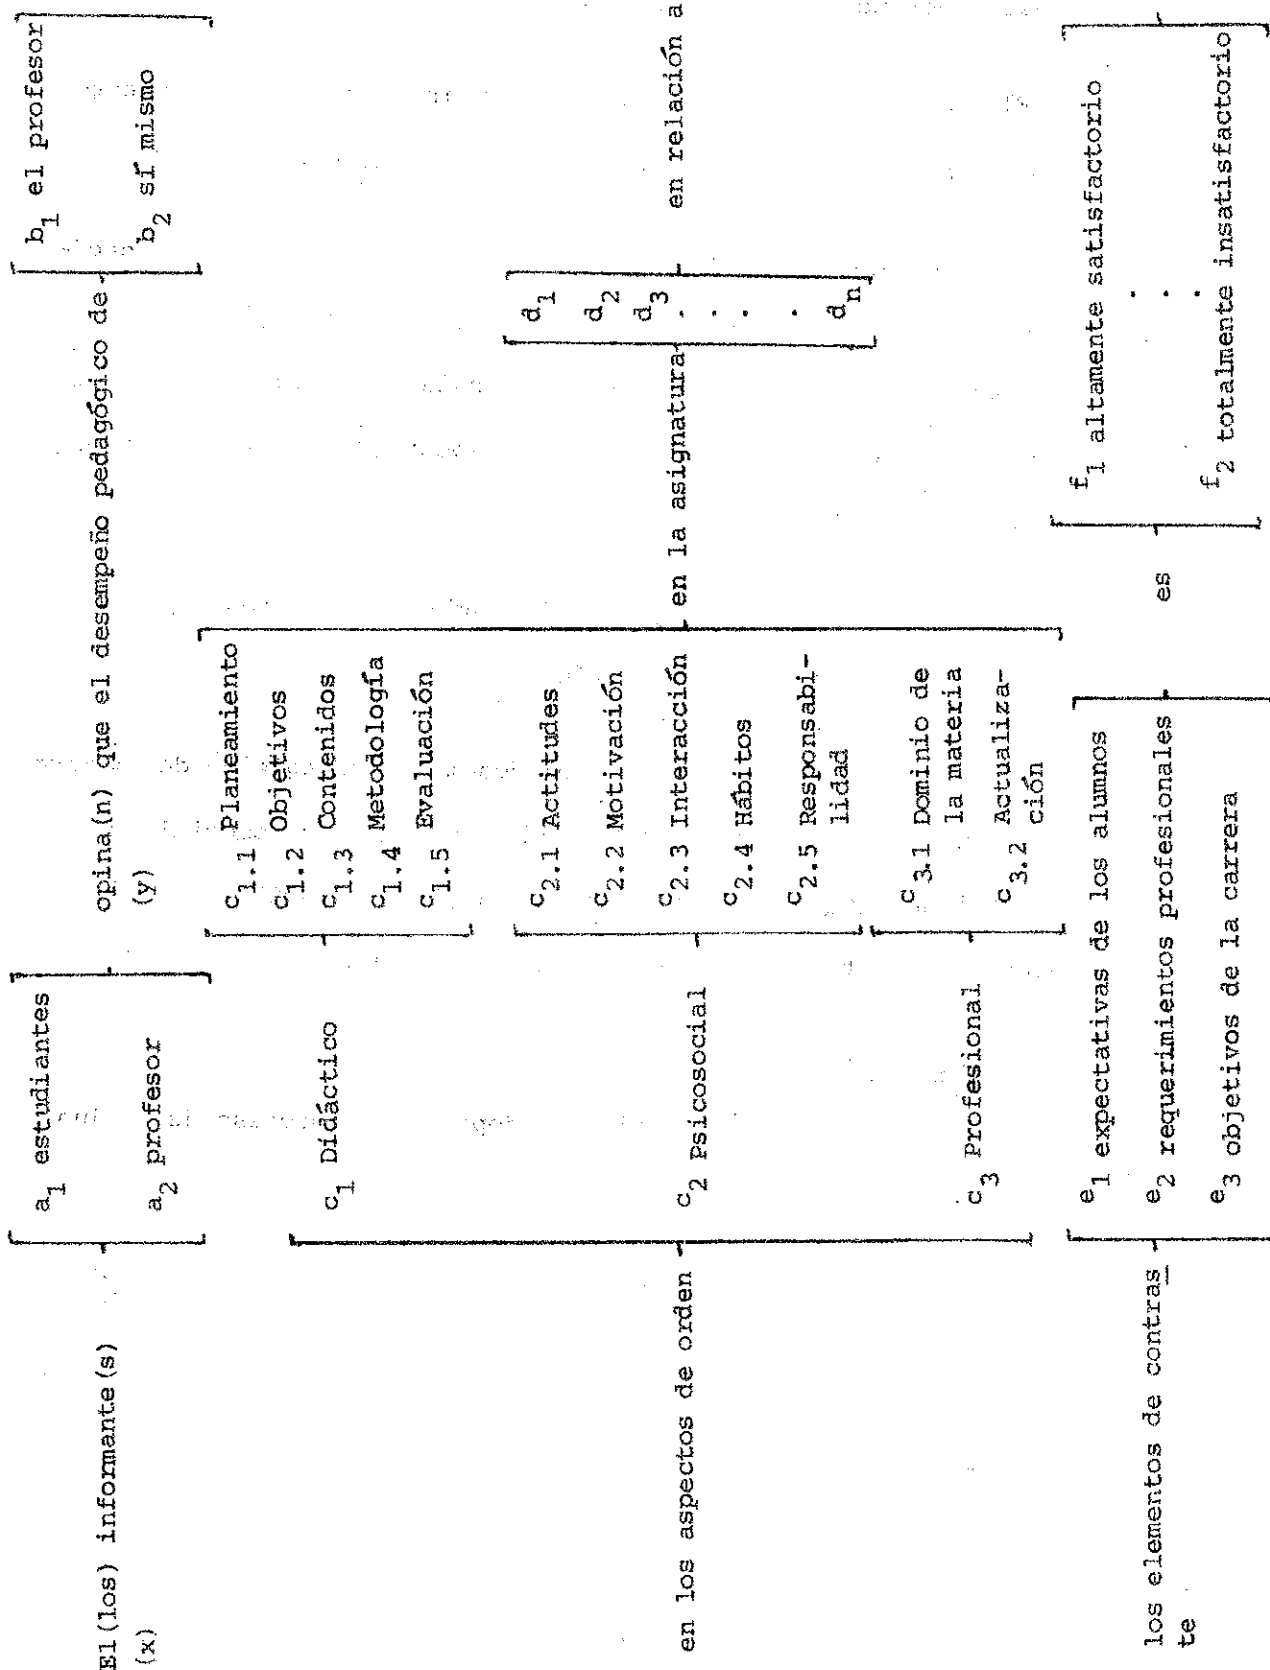 El(los) informante(s)
(x)
a1 estudiantes
a2 profesor
opina(n) que el desempeño pedagógico de
(y)
b1 el profesor
b2 sí mismo
en los aspectos de orden
c1 Didáctico
c1.1 Planeamiento
c1.2 Objetivos
c1.3 Contenidos
c1.4 Metodología
c1.5 Evaluación
c2 Psicosocial
c2.1 Actitudes
c2.2 Motivación
c2.3 Interacción
c2.4 Hábitos
c2.5 Responsabi-
lidad
c3 Profesional
c3.1 Dominio de
la materia
c3.2 Actualiza-
ción
en la asignatura
d1
d2
d3
.
.
.
dn
en relación a
los elementos de contras
te
e1 expectativas de los alumnos
e2 requerimientos profesionales
e3 objetivos de la carrera
es
f1 altamente satisfactorio
.
.
.
f2 totalmente insatisfactorio